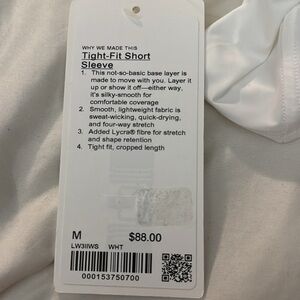 WHY WE MADE THIS
Tight-Fit Short
Sleeve
1. This not-so-basic base layer is
made to move with you. Layer it
up or show it off—either way,
it's silky-smooth for
comfortable coverage
2. Smooth, lightweight fabric is
sweat-wicking, quick-drying,
and four-way stretch
3. Added Lycra® fibre for stretch
and shape retention
4. Tight fit, cropped length
M $88.00
LW3IIWS WHT
000153750700